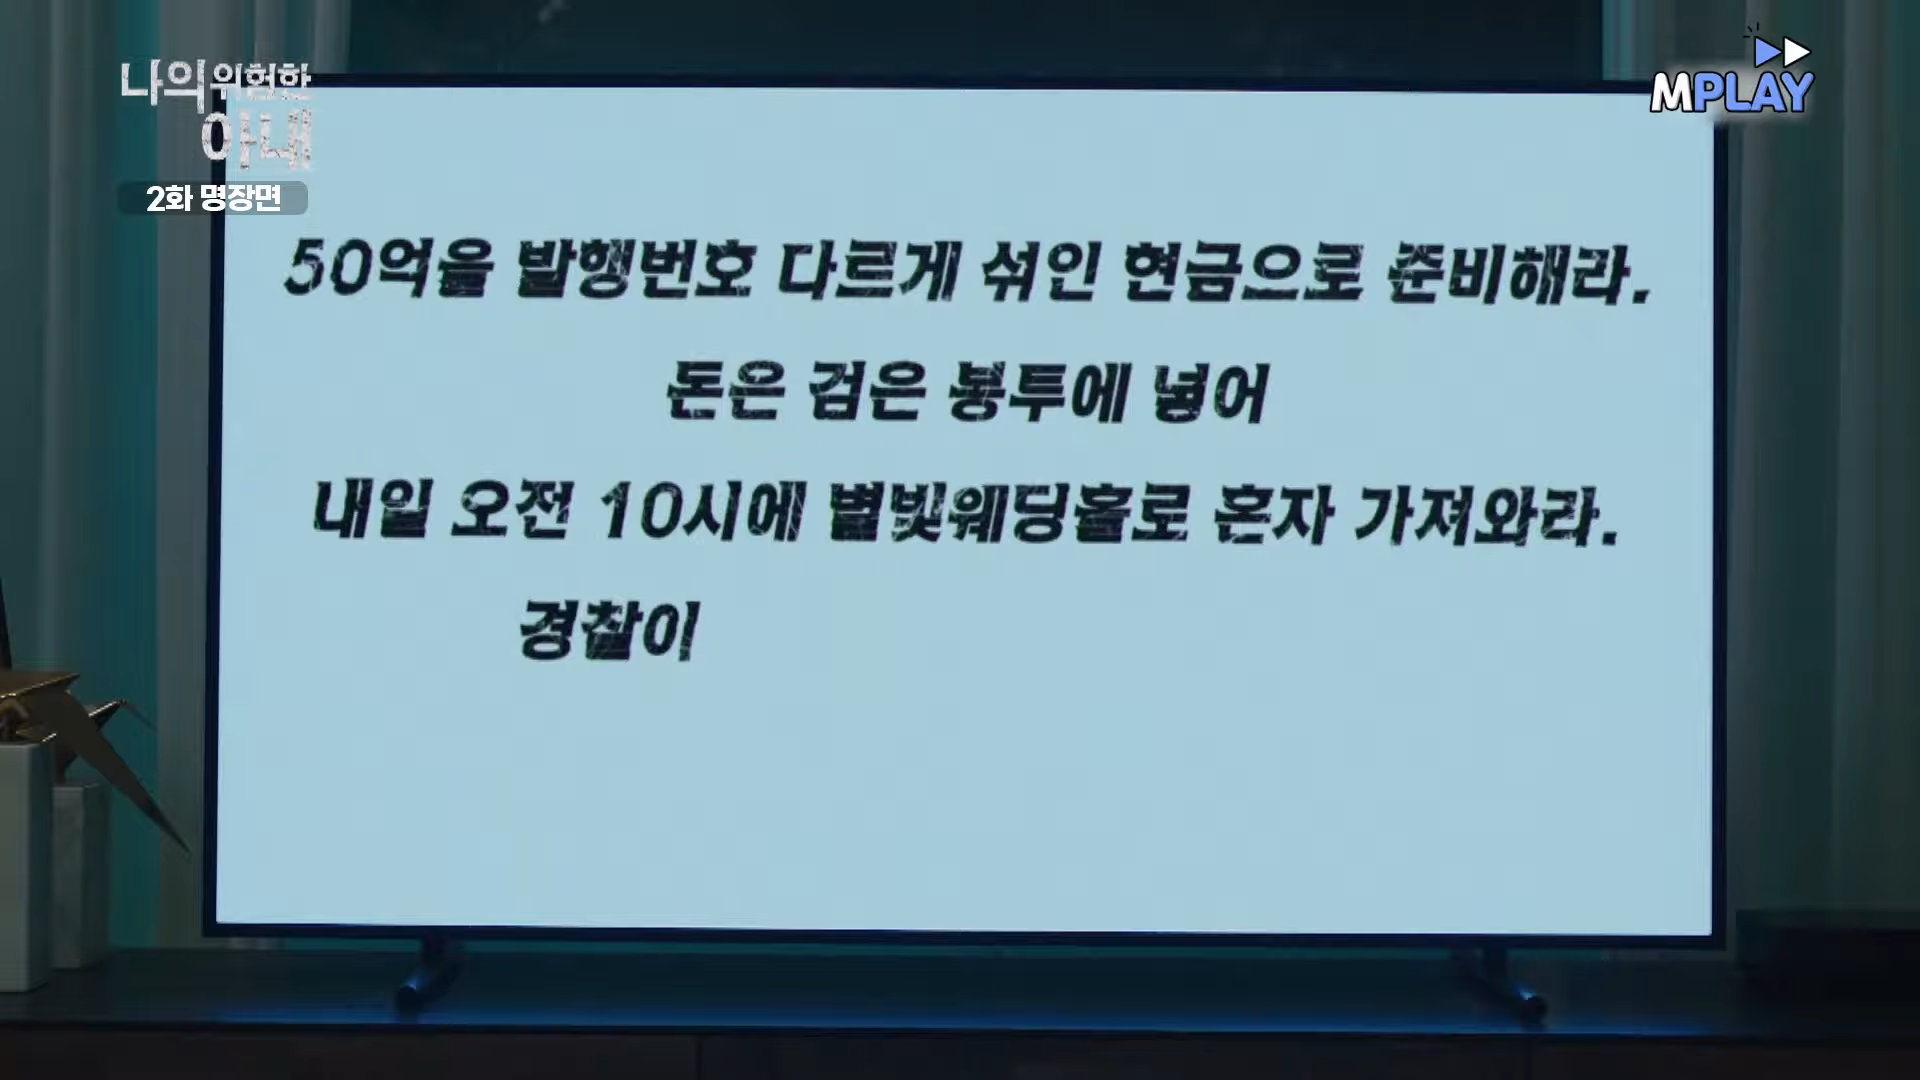 나의 위험한
아내
2화 명장면
MPLAY
50억을 발행번호 다르게 섞인 현금으로 준비해라.
돈은 검은 봉투에 넣어
내일 오전 10시에 별빛웨딩홀로 혼자 가져와라.
경찰이